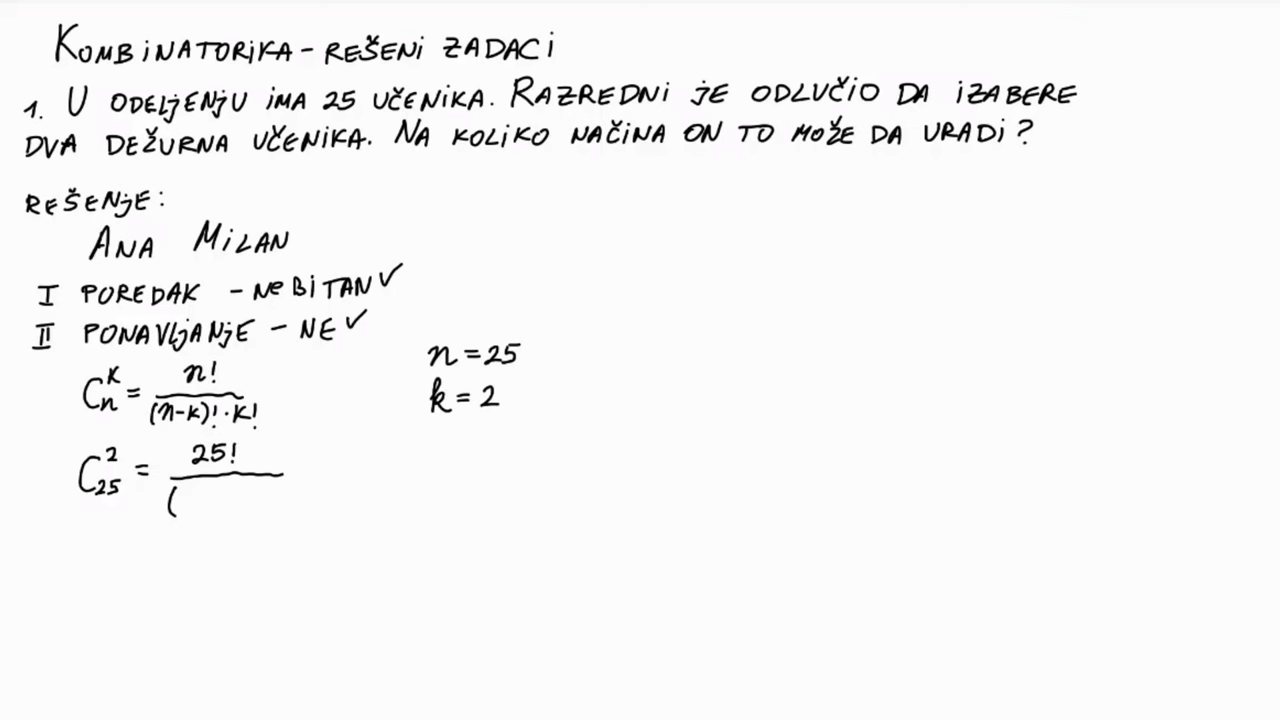 KOMBINATORIKA - REŠENI ZADACI
1. U ODELJENJU IMA 25 UČENIKA. RAZREDNI JE ODLUČIO DA IZABERE
DVA DEŽURNA UČENIKA. NA KOLIKO NAČINA ON TO MOŽE DA URADI?
REŠENJE:
ANA MILAN
I POREDAK - NEBITAN ✓
II PONAVLJANJE - NE ✓
n = 25
k = 2
C_n^k = n! / (n-k)! · k!
C_25^2 = 25! / (